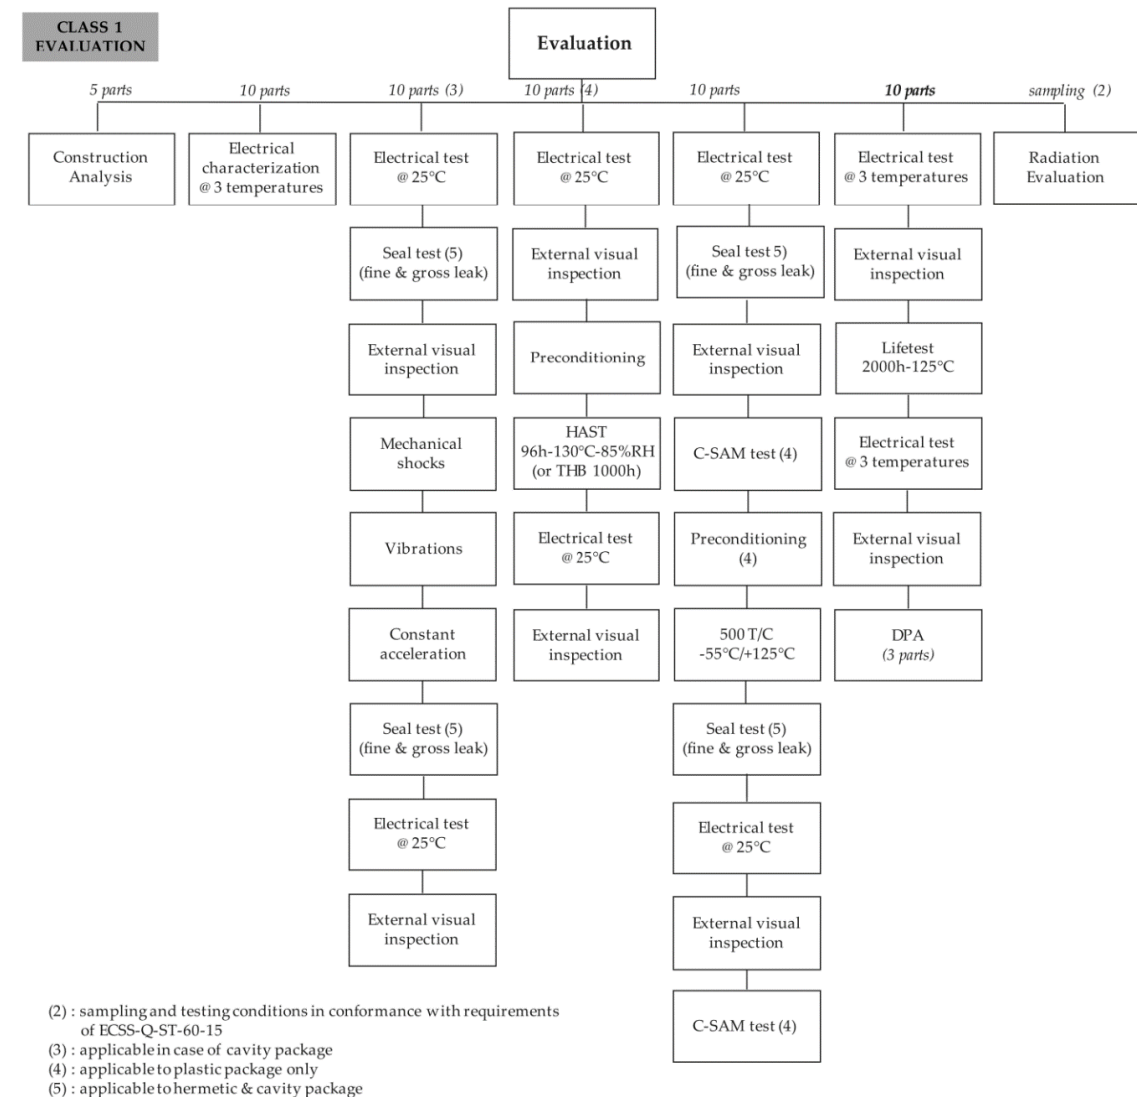 CLASS 1
EVALUATION
Evaluation
5 parts
10 parts
10 parts (3)
10 parts (4)
10 parts
10 parts
sampling (2)
Construction
Analysis
Electrical
characterization
@ 3 temperatures
Electrical test
@ 25°C
Seal test (5)
(fine & gross leak)
External visual
inspection
Mechanical
shocks
Vibrations
Constant
acceleration
Seal test (5)
(fine & gross leak)
Electrical test
@ 25°C
External visual
inspection
Electrical test
@ 25°C
External visual
inspection
Preconditioning
HAST
96h-130°C-85%RH
(or THB 1000h)
Electrical test
@ 25°C
External visual
inspection
Electrical test
@ 25°C
Seal test 5)
(fine & gross leak)
External visual
inspection
C-SAM test (4)
Preconditioning
(4)
500 T/C
-55°C/+125°C
Seal test (5)
(fine & gross leak)
Electrical test
@ 25°C
External visual
inspection
C-SAM test (4)
Electrical test
@ 3 temperatures
External visual
inspection
Lifetest
2000h-125°C
Electrical test
@ 3 temperatures
External visual
inspection
DPA
(3 parts)
Radiation
Evaluation
(2) : sampling and testing conditions in conformance with requirements
of ECSS-Q-ST-60-15
(3) : applicable in case of cavity package
(4) : applicable to plastic package only
(5) : applicable to hermetic & cavity package